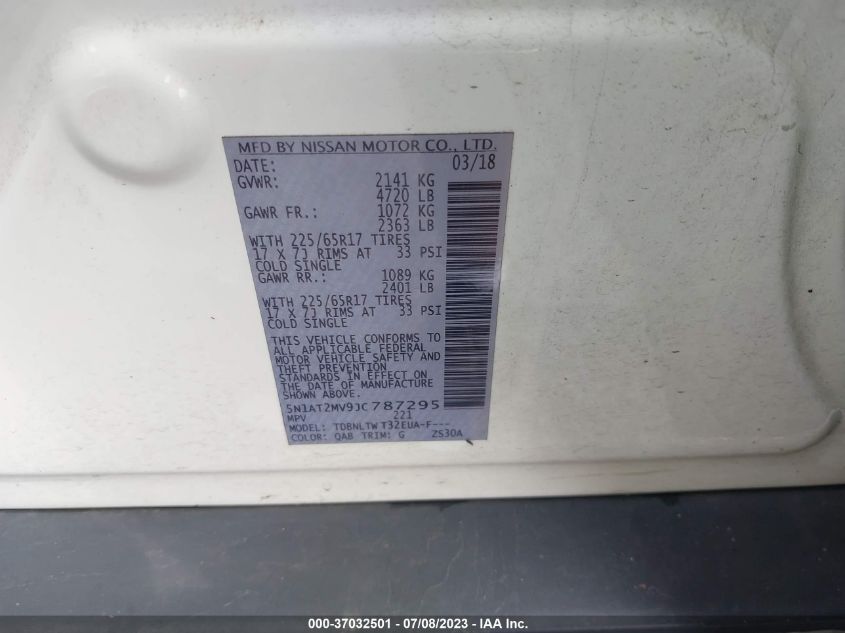 MFD BY NISSAN MOTOR CO., LTD.
DATE: 03/18
GVWR: 2141 KG
4720 LB
GAWR FR.: 1072 KG
2363 LB
WITH 225/65R17 TIRES
17 X 7J RIMS AT 33 PSI
COLD SINGLE
GAWR RR.: 1089 KG
2401 LB
WITH 225/65R17 TIRES
17 X 7J RIMS AT 33 PSI
COLD SINGLE
THIS VEHICLE CONFORMS TO
ALL APPLICABLE FEDERAL
MOTOR VEHICLE SAFETY AND
THEFT PREVENTION
STANDARDS IN EFFECT ON
THE DATE OF MANUFACTURE
SHOWN ABOVE.
5N1AT2MV9JC787295
MPV 221
MODEL: TDBNLTW T32EUA-F---
COLOR: QAB TRIM: G ZS30A
000-37032501 - 07/08/2023 - IAA Inc.